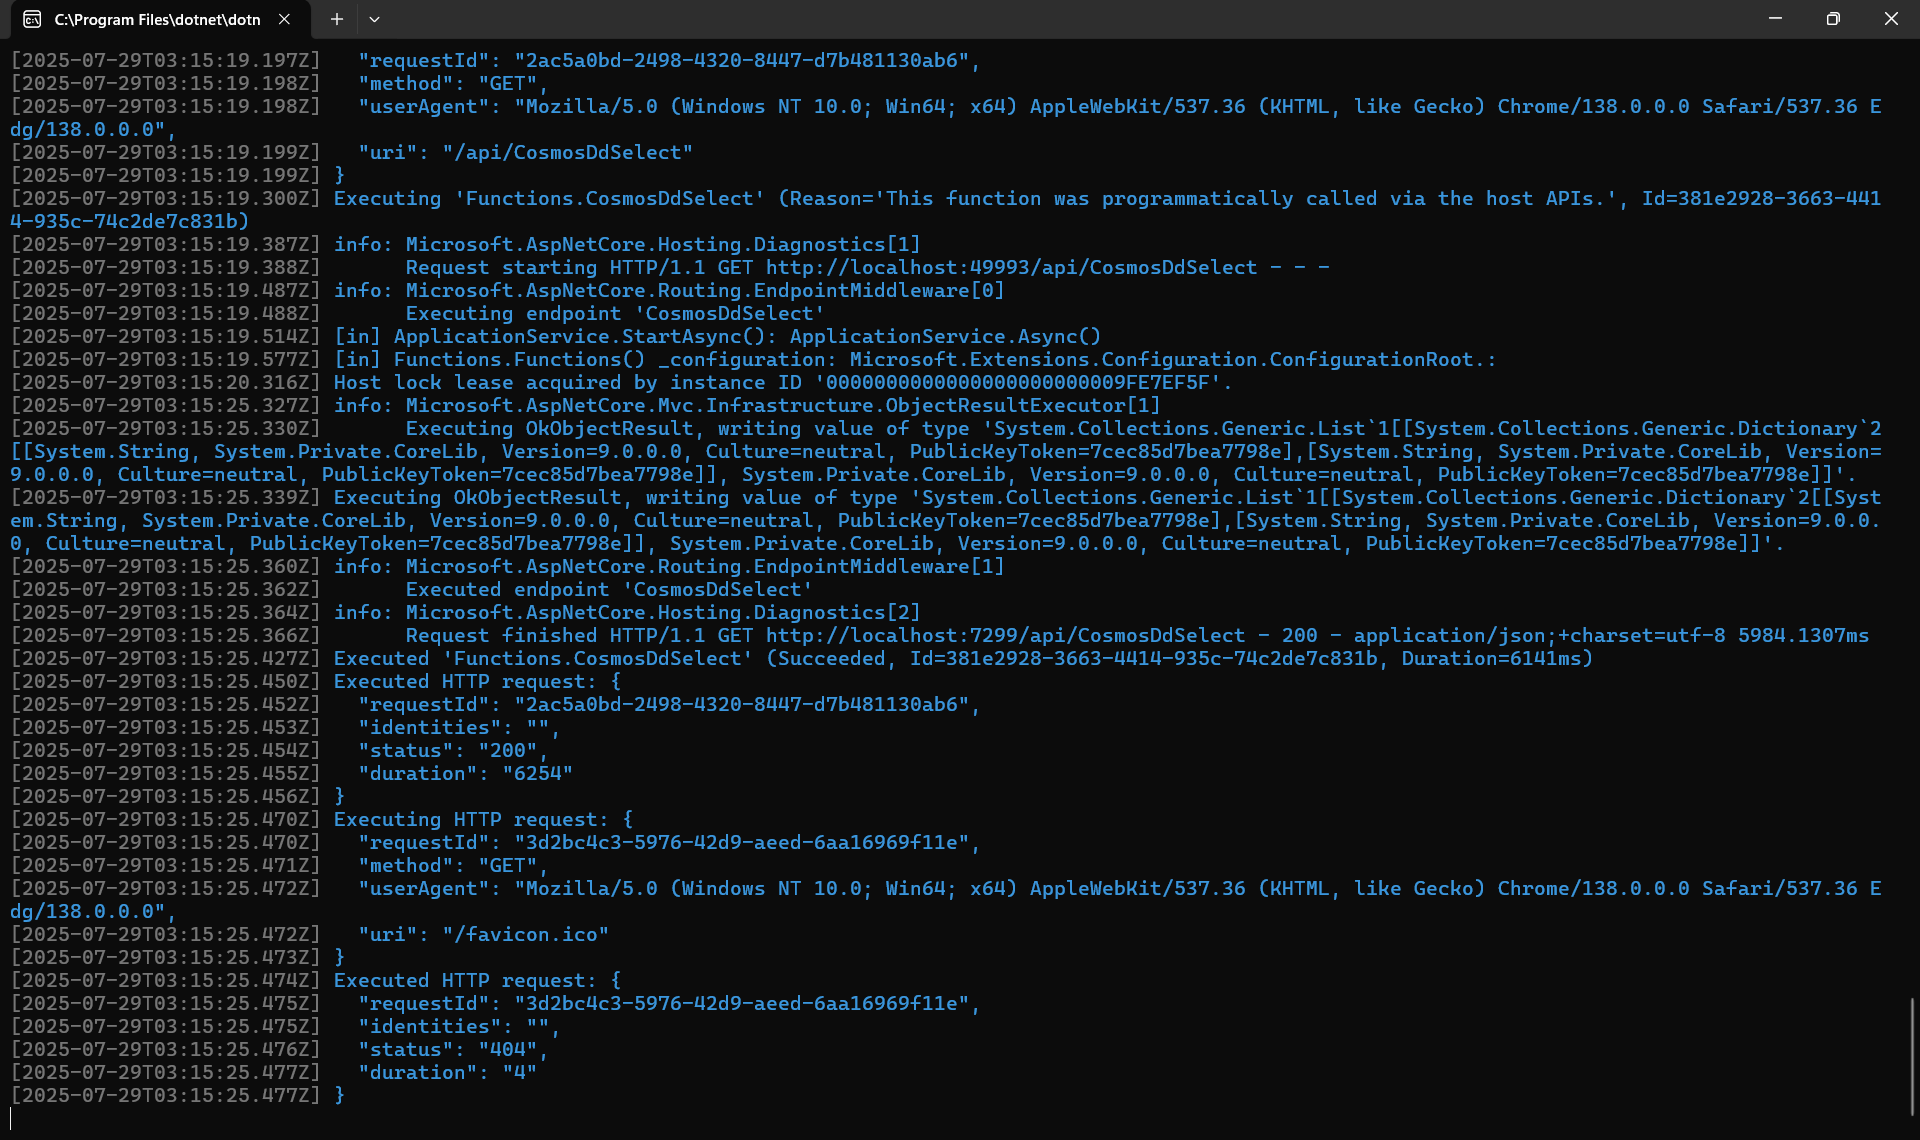 C:\Program Files\dotnet\dotn
[2025-07-29T03:15:19.197Z]   "requestId": "2ac5a0bd-2498-4320-8447-d7b481130ab6",
[2025-07-29T03:15:19.198Z]   "method": "GET",
[2025-07-29T03:15:19.198Z]   "userAgent": "Mozilla/5.0 (Windows NT 10.0; Win64; x64) AppleWebKit/537.36 (KHTML, like Gecko) Chrome/138.0.0.0 Safari/537.36 E
dg/138.0.0.0",
[2025-07-29T03:15:19.199Z]   "uri": "/api/CosmosDdSelect"
[2025-07-29T03:15:19.199Z] }
[2025-07-29T03:15:19.300Z] Executing 'Functions.CosmosDdSelect' (Reason='This function was programmatically called via the host APIs.', Id=381e2928-3663-441
4-935c-74c2de7c831b)
[2025-07-29T03:15:19.387Z] info: Microsoft.AspNetCore.Hosting.Diagnostics[1]
[2025-07-29T03:15:19.388Z]       Request starting HTTP/1.1 GET http://localhost:49993/api/CosmosDdSelect - - -
[2025-07-29T03:15:19.487Z] info: Microsoft.AspNetCore.Routing.EndpointMiddleware[0]
[2025-07-29T03:15:19.488Z]       Executing endpoint 'CosmosDdSelect'
[2025-07-29T03:15:19.514Z] [in] ApplicationService.StartAsync(): ApplicationService.Async()
[2025-07-29T03:15:19.577Z] [in] Functions.Functions() _configuration: Microsoft.Extensions.Configuration.ConfigurationRoot.:
[2025-07-29T03:15:20.316Z] Host lock lease acquired by instance ID '0000000000000000000000009FE7EF5F'.
[2025-07-29T03:15:25.327Z] info: Microsoft.AspNetCore.Mvc.Infrastructure.ObjectResultExecutor[1]
[2025-07-29T03:15:25.330Z]       Executing OkObjectResult, writing value of type 'System.Collections.Generic.List`1[[System.Collections.Generic.Dictionary`2
[[System.String, System.Private.CoreLib, Version=9.0.0.0, Culture=neutral, PublicKeyToken=7cec85d7bea7798e],[System.String, System.Private.CoreLib, Version=
9.0.0.0, Culture=neutral, PublicKeyToken=7cec85d7bea7798e]], System.Private.CoreLib, Version=9.0.0.0, Culture=neutral, PublicKeyToken=7cec85d7bea7798e]]'.
[2025-07-29T03:15:25.339Z] Executing OkObjectResult, writing value of type 'System.Collections.Generic.List`1[[System.Collections.Generic.Dictionary`2[[Syst
em.String, System.Private.CoreLib, Version=9.0.0.0, Culture=neutral, PublicKeyToken=7cec85d7bea7798e],[System.String, System.Private.CoreLib, Version=9.0.0.
0, Culture=neutral, PublicKeyToken=7cec85d7bea7798e]], System.Private.CoreLib, Version=9.0.0.0, Culture=neutral, PublicKeyToken=7cec85d7bea7798e]]'.
[2025-07-29T03:15:25.360Z] info: Microsoft.AspNetCore.Routing.EndpointMiddleware[1]
[2025-07-29T03:15:25.362Z]       Executed endpoint 'CosmosDdSelect'
[2025-07-29T03:15:25.364Z] info: Microsoft.AspNetCore.Hosting.Diagnostics[2]
[2025-07-29T03:15:25.366Z]       Request finished HTTP/1.1 GET http://localhost:7299/api/CosmosDdSelect - 200 - application/json;+charset=utf-8 5984.1307ms
[2025-07-29T03:15:25.427Z] Executed 'Functions.CosmosDdSelect' (Succeeded, Id=381e2928-3663-4414-935c-74c2de7c831b, Duration=6141ms)
[2025-07-29T03:15:25.450Z] Executed HTTP request: {
[2025-07-29T03:15:25.452Z]   "requestId": "2ac5a0bd-2498-4320-8447-d7b481130ab6",
[2025-07-29T03:15:25.453Z]   "identities": "",
[2025-07-29T03:15:25.454Z]   "status": "200",
[2025-07-29T03:15:25.455Z]   "duration": "6254"
[2025-07-29T03:15:25.456Z] }
[2025-07-29T03:15:25.470Z] Executing HTTP request: {
[2025-07-29T03:15:25.470Z]   "requestId": "3d2bc4c3-5976-42d9-aeed-6aa16969f11e",
[2025-07-29T03:15:25.471Z]   "method": "GET",
[2025-07-29T03:15:25.472Z]   "userAgent": "Mozilla/5.0 (Windows NT 10.0; Win64; x64) AppleWebKit/537.36 (KHTML, like Gecko) Chrome/138.0.0.0 Safari/537.36 E
dg/138.0.0.0",
[2025-07-29T03:15:25.472Z]   "uri": "/favicon.ico"
[2025-07-29T03:15:25.473Z] }
[2025-07-29T03:15:25.474Z] Executed HTTP request: {
[2025-07-29T03:15:25.475Z]   "requestId": "3d2bc4c3-5976-42d9-aeed-6aa16969f11e",
[2025-07-29T03:15:25.475Z]   "identities": "",
[2025-07-29T03:15:25.476Z]   "status": "404",
[2025-07-29T03:15:25.477Z]   "duration": "4"
[2025-07-29T03:15:25.477Z] }